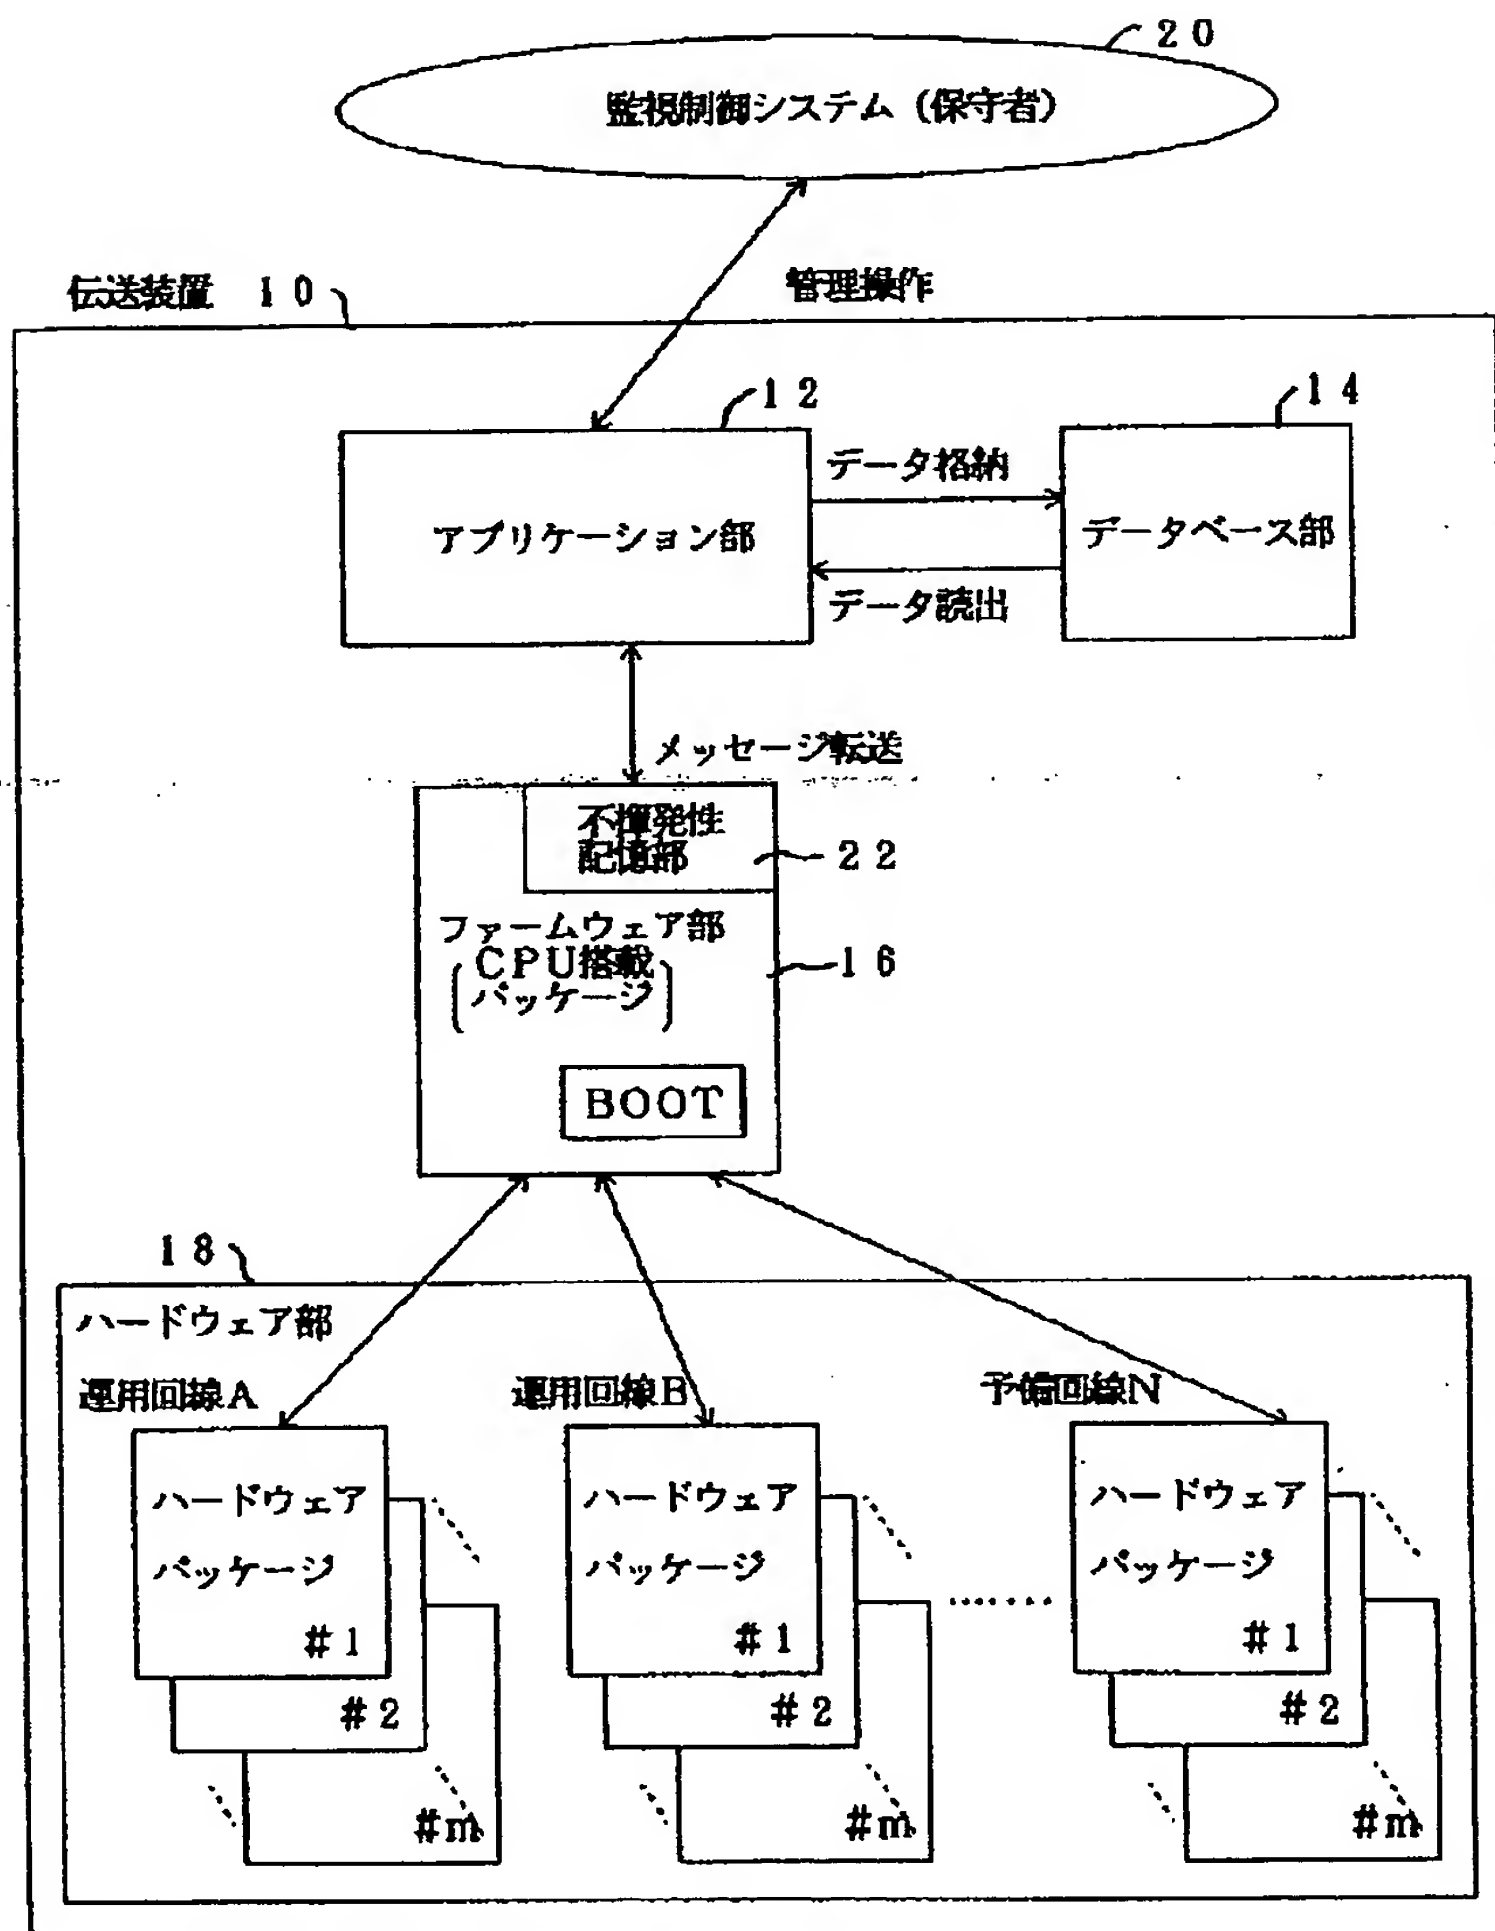 20
監視制御システム（保守者）
伝送装置 10
管理操作
12
14
データ格納
アプリケーション部
データベース部
データ読出
メッセージ転送
不揮発性
記憶部
22
ファームウェア部
CPU搭載
パッケージ
16
BOOT
18
ハードウェア部
運用回線A
運用回線B
予備回線N
ハードウェア
パッケージ
#1
#2
#m
ハードウェア
パッケージ
#1
#2
#m
ハードウェア
パッケージ
#1
#2
#m